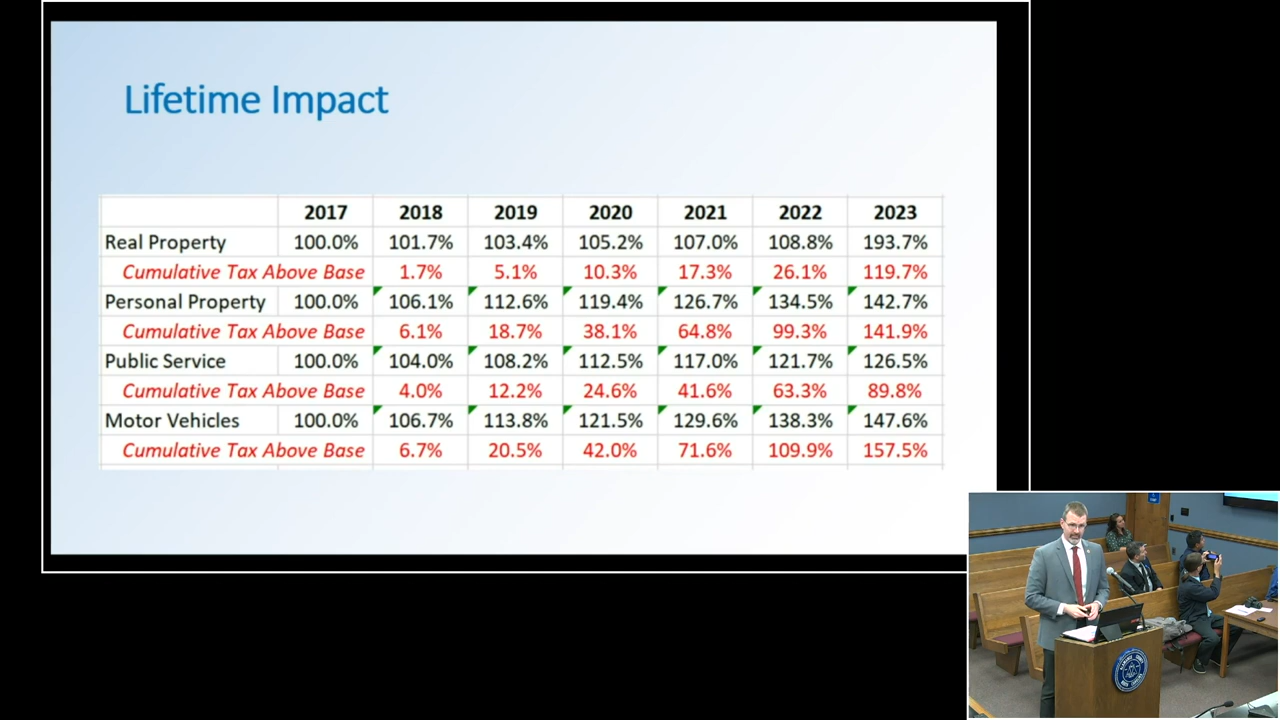 Lifetime Impact
2017 2018 2019 2020 2021 2022 2023
Real Property 100.0% 101.7% 103.4% 105.2% 107.0% 108.8% 193.7%
Cumulative Tax Above Base 1.7% 5.1% 10.3% 17.3% 26.1% 119.7%
Personal Property 100.0% 106.1% 112.6% 119.4% 126.7% 134.5% 142.7%
Cumulative Tax Above Base 6.1% 18.7% 38.1% 64.8% 99.3% 141.9%
Public Service 100.0% 104.0% 108.2% 112.5% 117.0% 121.7% 126.5%
Cumulative Tax Above Base 4.0% 12.2% 24.6% 41.6% 63.3% 89.8%
Motor Vehicles 100.0% 106.7% 113.8% 121.5% 129.6% 138.3% 147.6%
Cumulative Tax Above Base 6.7% 20.5% 42.0% 71.6% 109.9% 157.5%